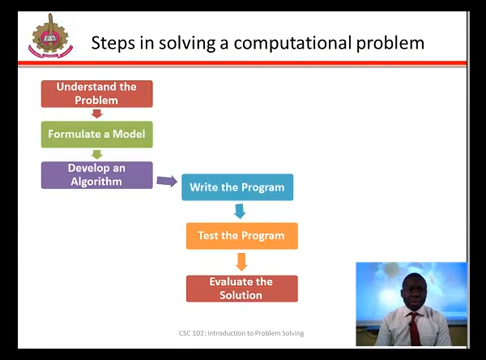 Steps in solving a computational problem
Understand the
Problem
Formulate a Model
Develop an
Algorithm
Write the Program
Test the Program
Evaluate the
Solution
CSC 102: Introduction to Problem Solving